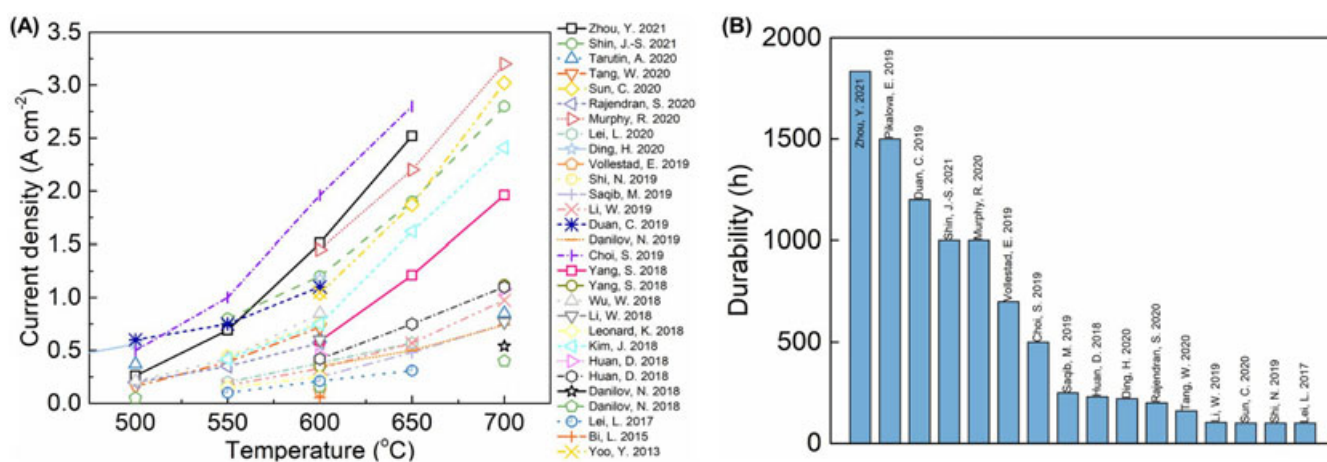 (A)
3.5
3.0
2.5
2.0
1.5
1.0
0.5
0.0
Current density (A cm⁻²)
500 550 600 650 700
Temperature (°C)
Zhou, Y. 2021
Shin, J.-S. 2021
Tarutin, A. 2020
Tang, W. 2020
Sun, C. 2020
Rajendran, S. 2020
Murphy, R. 2020
Lei, L. 2020
Ding, H. 2020
Vollestad, E. 2019
Shi, N. 2019
Saqib, M. 2019
Li, W. 2019
Duan, C. 2019
Danilov, N. 2019
Choi, S. 2019
Yang, S. 2018
Yang, S. 2018
Wu, W. 2018
Li, W. 2018
Leonard, K. 2018
Kim, J. 2018
Huan, D. 2018
Huan, D. 2018
Danilov, N. 2018
Danilov, N. 2018
Lei, L. 2017
Bi, L. 2015
Yoo, Y. 2013
(B)
2000
1500
1000
500
0
Durability (h)
Zhou, Y. 2021
Pikalova, E. 2019
Duan, C. 2019
Shin, J.-S. 2021
Murphy, R. 2020
Vollestad, E. 2019
Choi, S. 2019
Saqib, M. 2019
Huan, D. 2018
Ding, H. 2020
Rajendran, S. 2020
Tang, W. 2020
Li, W. 2019
Sun, C. 2020
Shi, N. 2019
Lei, L. 2017